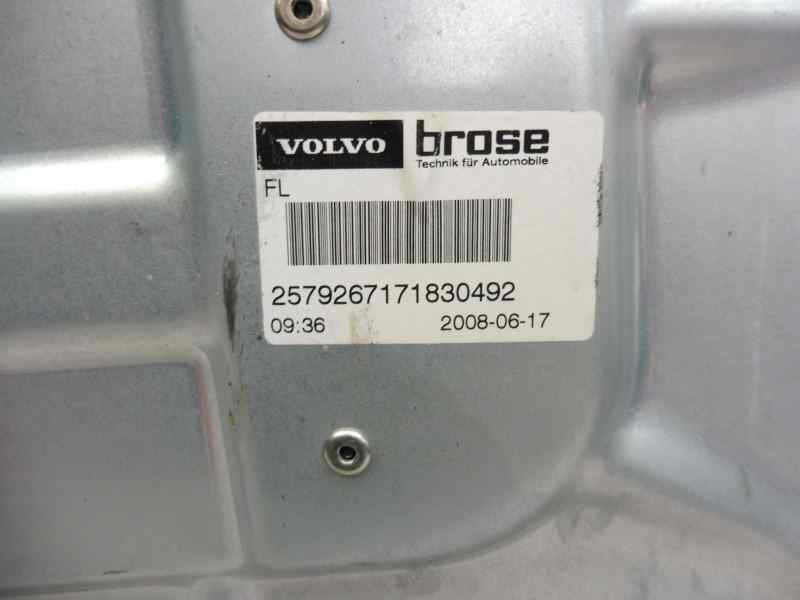 VOLVO brose
Technik für Automobile
FL
2579267171830492
09:36 2008-06-17